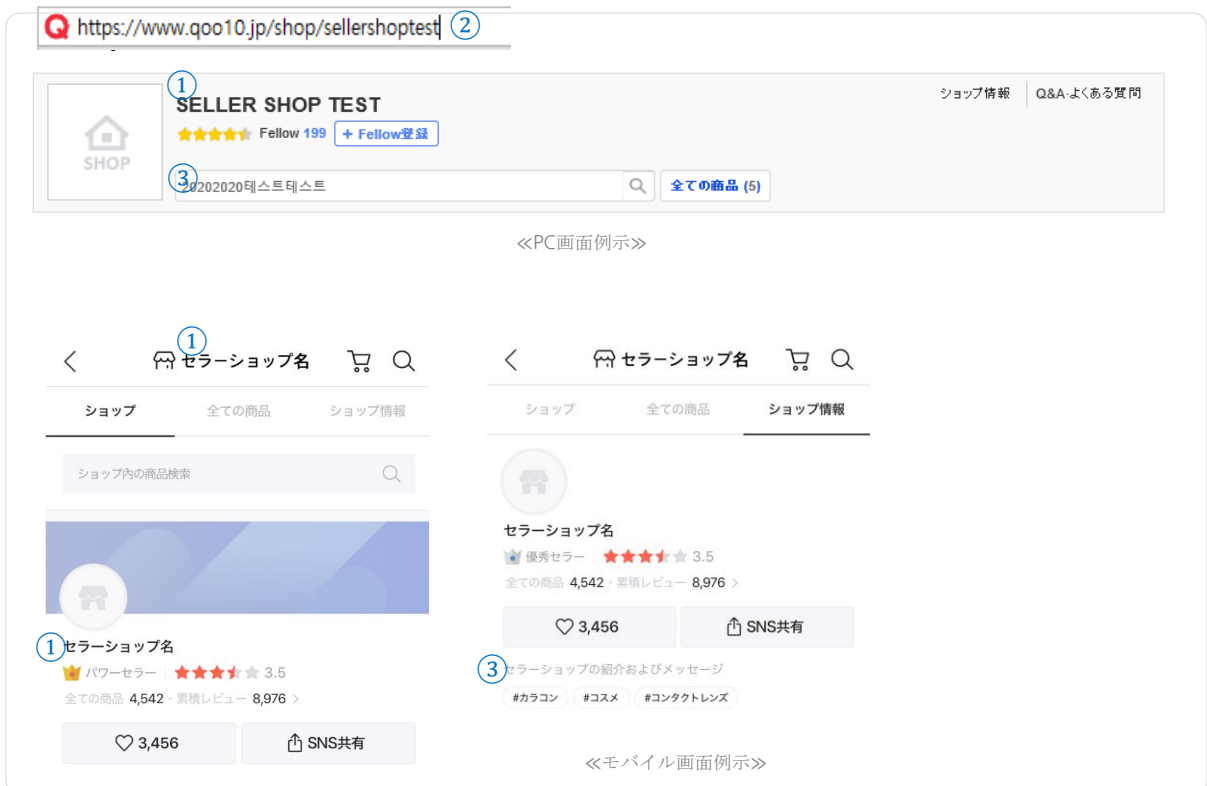 https://www.qoo10.jp/shop/sellershoptest ②
①
SELLER SHOP TEST
ショップ情報 Q&A·よくある質問
Fellow 199 + Fellow登録
SHOP
③
20202020테스트테스트 全ての商品 (5)
≪PC画面例示≫
①
セラーショップ名
ショップ 全ての商品 ショップ情報
ショップ内の商品検索
① セラーショップ名
パワーセラー 3.5
全ての商品 4,542 · 累積レビュー 8,976 >
3,456 SNS共有
セラーショップ名
ショップ 全ての商品 ショップ情報
セラーショップ名
優秀セラー 3.5
全ての商品 4,542 · 累積レビュー 8,976 >
3,456 SNS共有
③ セラーショップの紹介およびメッセージ
#カラコン #コスメ #コンタクトレンズ
≪モバイル画面例示≫